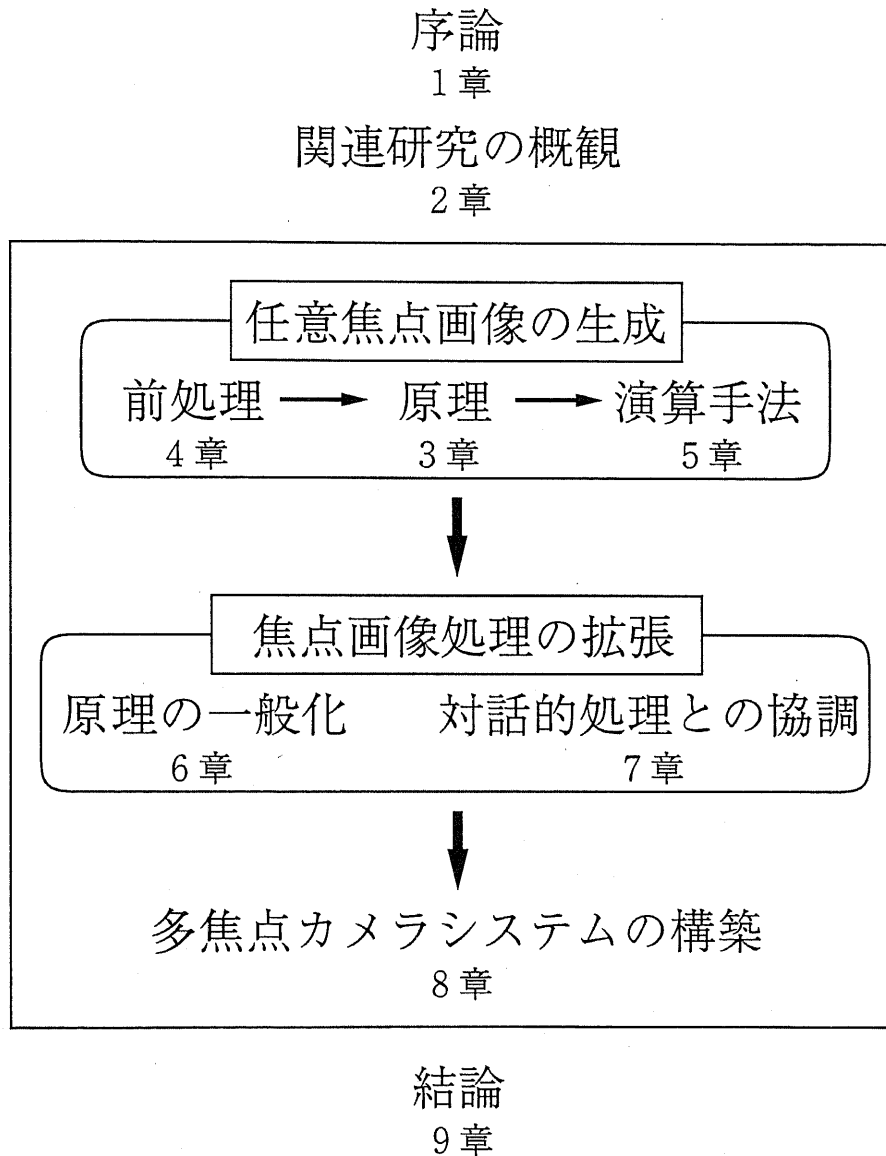 序論
1章
関連研究の概観
2章
任意焦点画像の生成
前処理 原理 演算手法
4章 3章 5章
焦点画像処理の拡張
原理の一般化 対話的処理との協調
6章 7章
多焦点カメラシステムの構築
8章
結論
9章